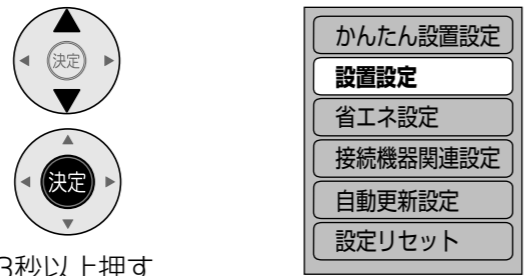 決定
決定
3秒以上押す
かんたん設置設定
設置設定
省エネ設定
接続機器関連設定
自動更新設定
設定リセット